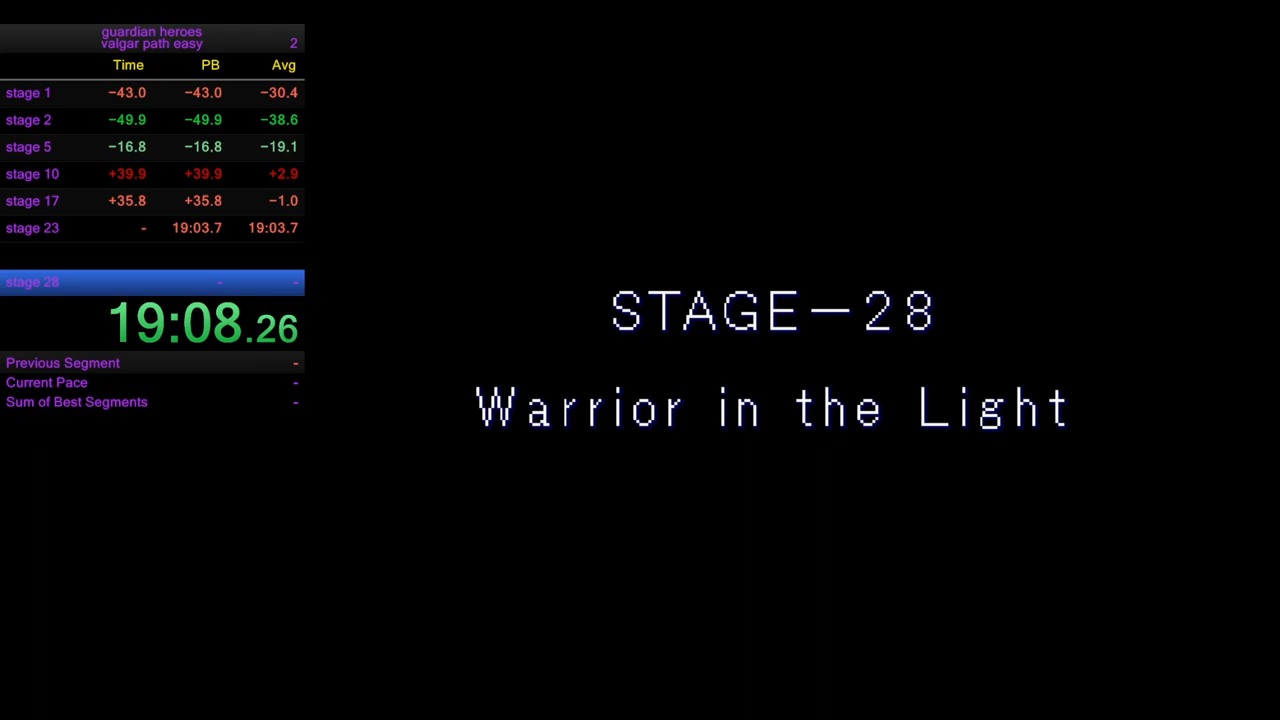 guardian heroes
valgar path easy 2
Time PB Avg
stage 1 −43.0 −43.0 −30.4
stage 2 −49.9 −49.9 −38.6
stage 5 −16.8 −16.8 −19.1
stage 10 +39.9 +39.9 +2.9
stage 17 +35.8 +35.8 −1.0
stage 23 - 19:03.7 19:03.7
stage 28 - -
19:08.26
Previous Segment -
Current Pace -
Sum of Best Segments -
STAGE−28
Warrior in the Light